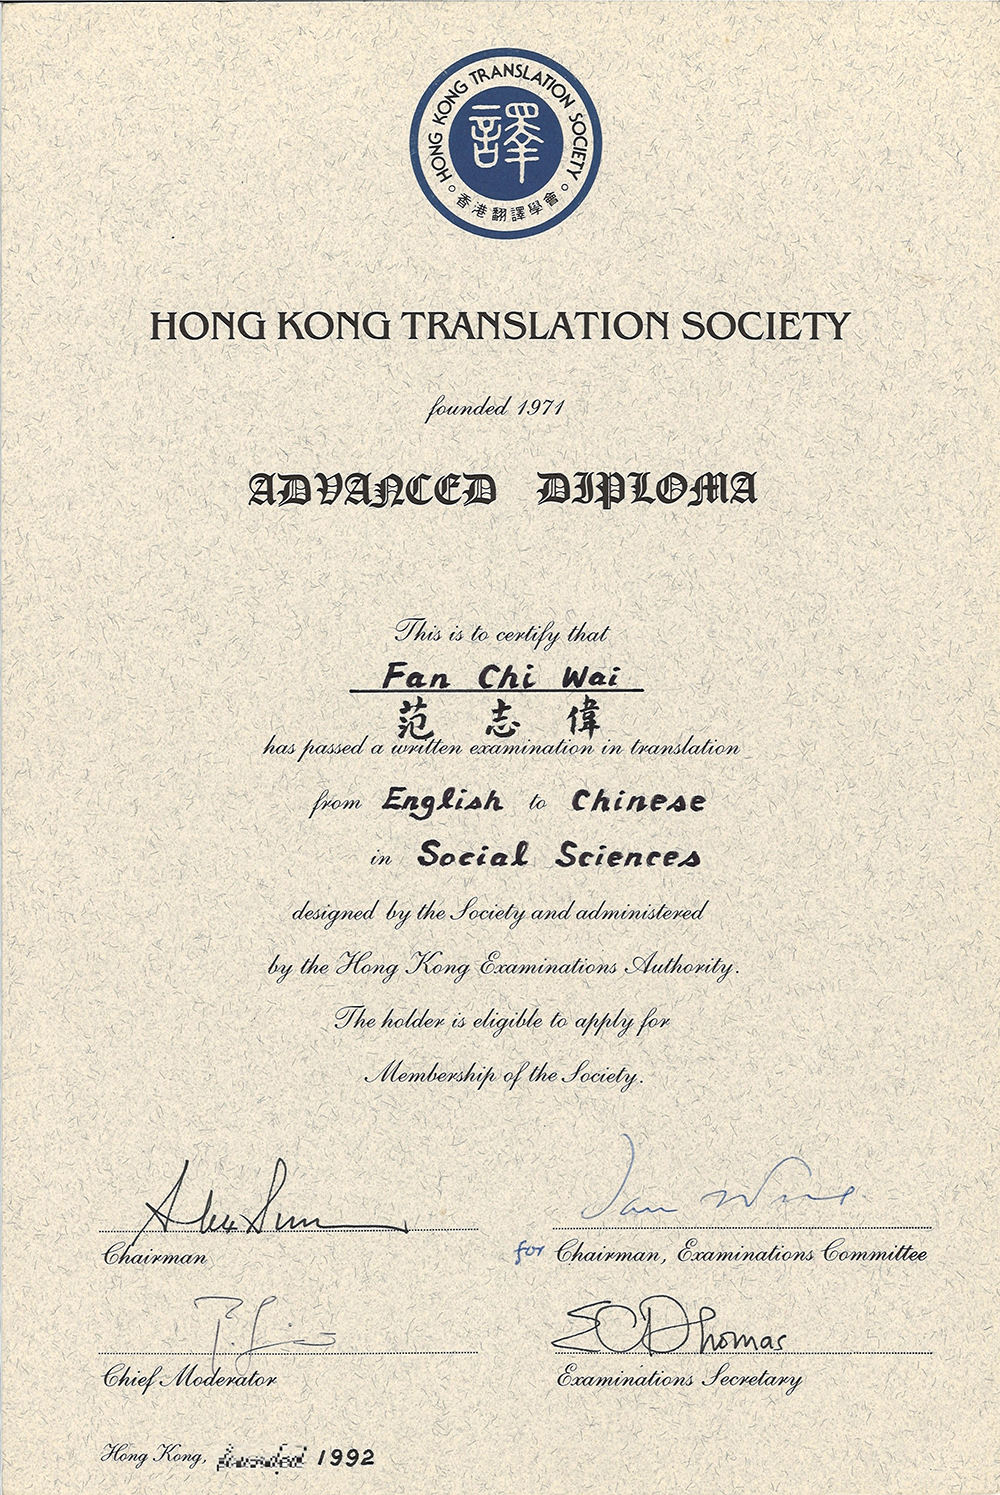 HONG KONG TRANSLATION SOCIETY
譯
香港翻譯學會
HONG KONG TRANSLATION SOCIETY
founded 1971
ADVANCED DIPLOMA
This is to certify that
Fan Chi Wai
范志偉
has passed a written examination in translation
from English to Chinese
in Social Sciences
designed by the Society and administered
by the Hong Kong Examinations Authority.
The holder is eligible to apply for
Membership of the Society.
Chairman
for Chairman, Examinations Committee
ECThomas
Chief Moderator
Examinations Secretary
Hong Kong, 1992